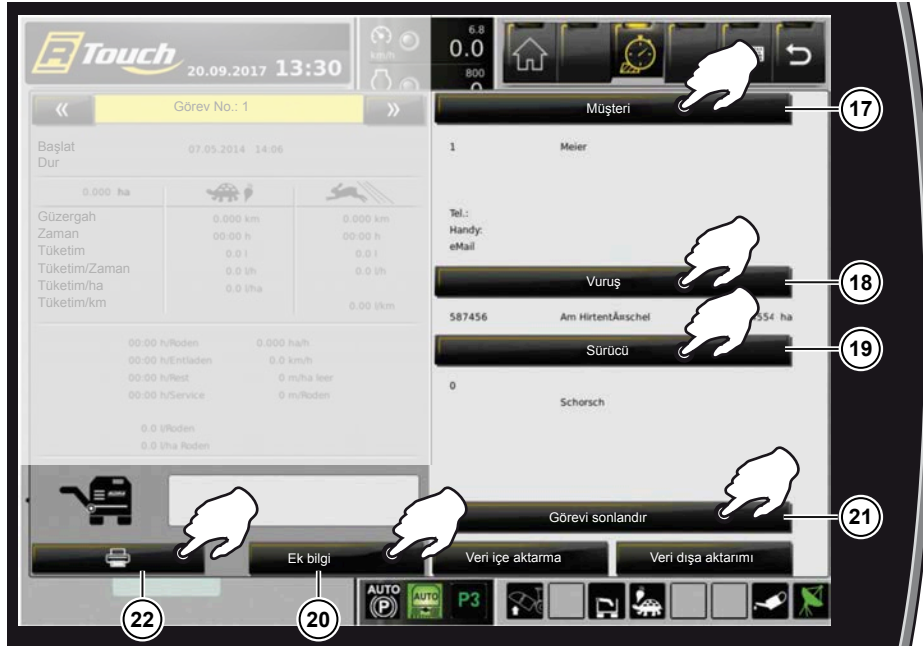 R Touch 20.09.2017 13:30
km/h
6.8
0.0
800
« Görev No.: 1 »
Başlat 07.05.2014 14:06
Dur
0.000 ha
Güzergah 0.000 km 0.000 km
Zaman 00:00 h 00:00 h
Tüketim 0.0 l 0.0 l
Tüketim/Zaman 0.0 l/h 0.0 l/h
Tüketim/ha 0.0 l/ha
Tüketim/km 0.00 l/km
00:00 h/Roden 0.000 ha/h
00:00 h/Entladen 0.0 km/h
00:00 h/Rest 0 m/ha leer
00:00 h/Service 0 m/Roden
0.0 l/Roden
0.0 l/ha Roden
Müşteri
17
1 Meier
Tel.:
Handy:
eMail
Vuruş
18
587456 Am HirtentÄ¤schel 554 ha
Sürücü
19
0
Schorsch
Görevi sonlandır
21
Ek bilgi
Veri içe aktarma
Veri dışa aktarımı
22
20
AUTO
P
AUTO
P3